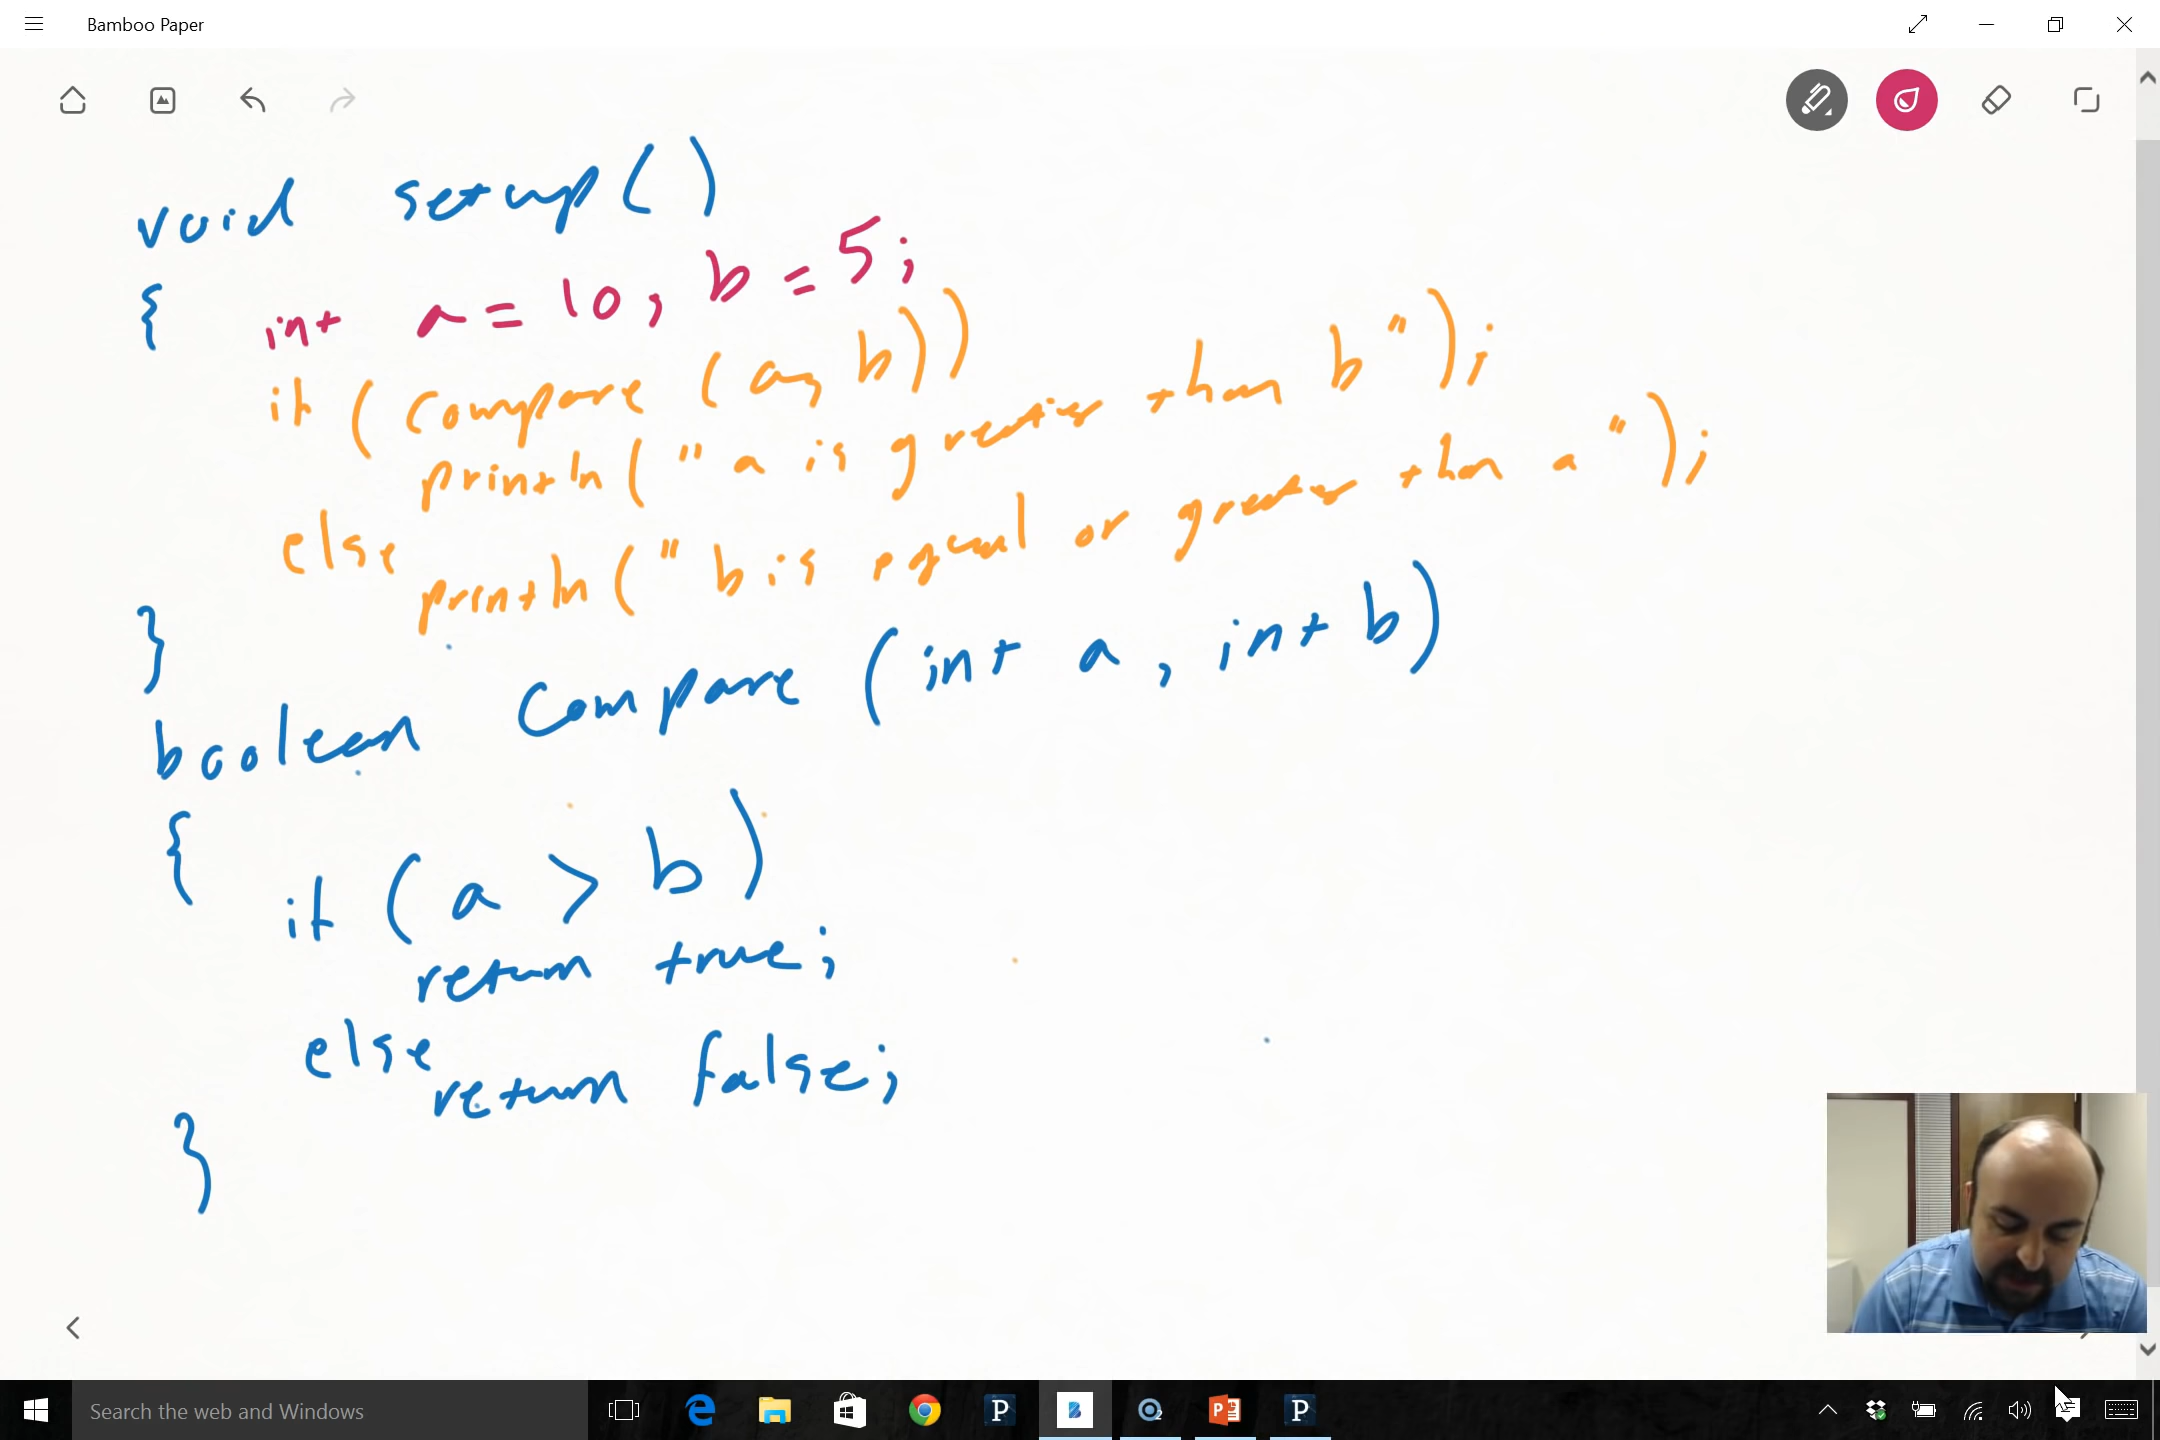 Bamboo Paper
void setup()
{ int a = 10, b = 5;
if (compare (a, b))
println(" a is greater than b ");
else
println(" b is equal or greater than a ");
}
boolean compare (int a, int b)
{
if (a > b)
return true;
else
return false;
}
Search the web and Windows